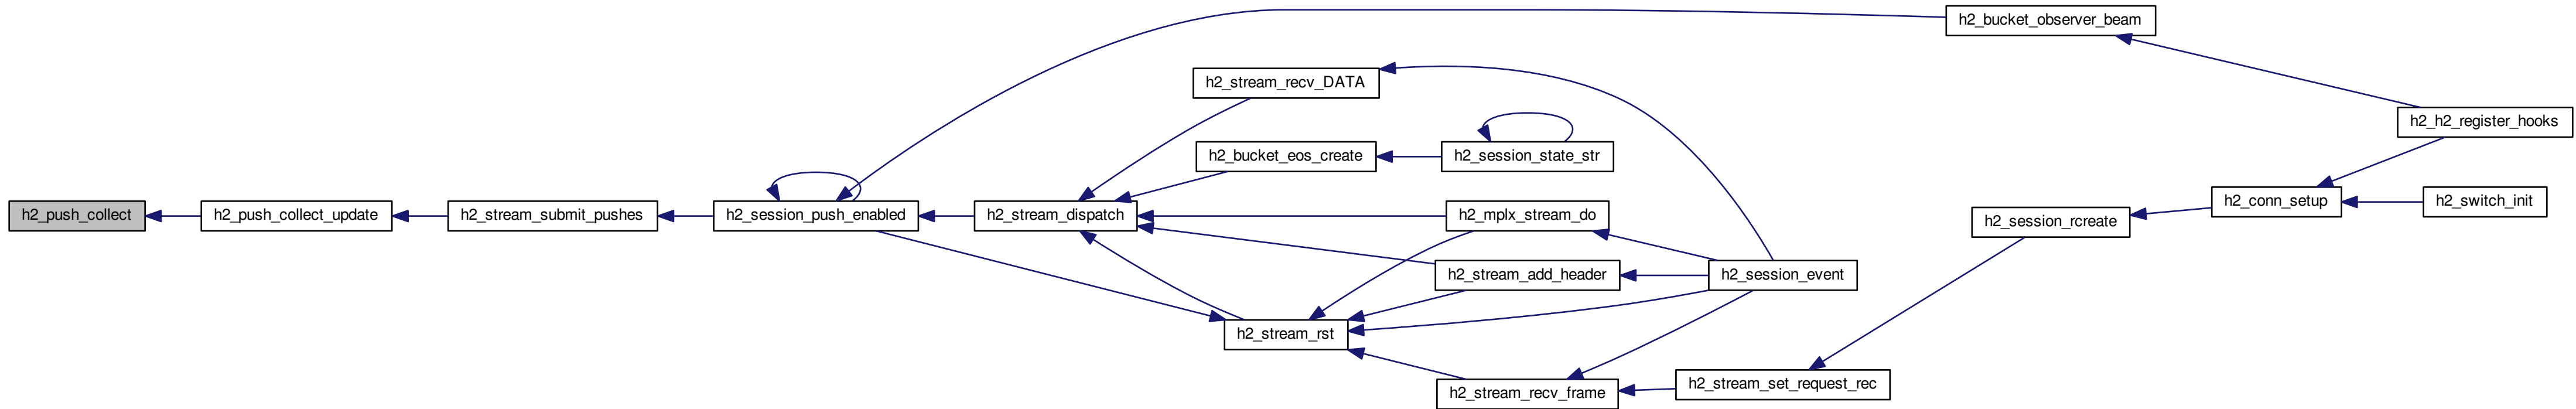 h2_push_collect
h2_push_collect_update
h2_stream_submit_pushes
h2_session_push_enabled
h2_stream_dispatch
h2_stream_recv_DATA
h2_bucket_eos_create
h2_session_state_str
h2_mplx_stream_do
h2_stream_add_header
h2_stream_rst
h2_stream_recv_frame
h2_session_event
h2_stream_set_request_rec
h2_bucket_observer_beam
h2_session_rcreate
h2_conn_setup
h2_h2_register_hooks
h2_switch_init